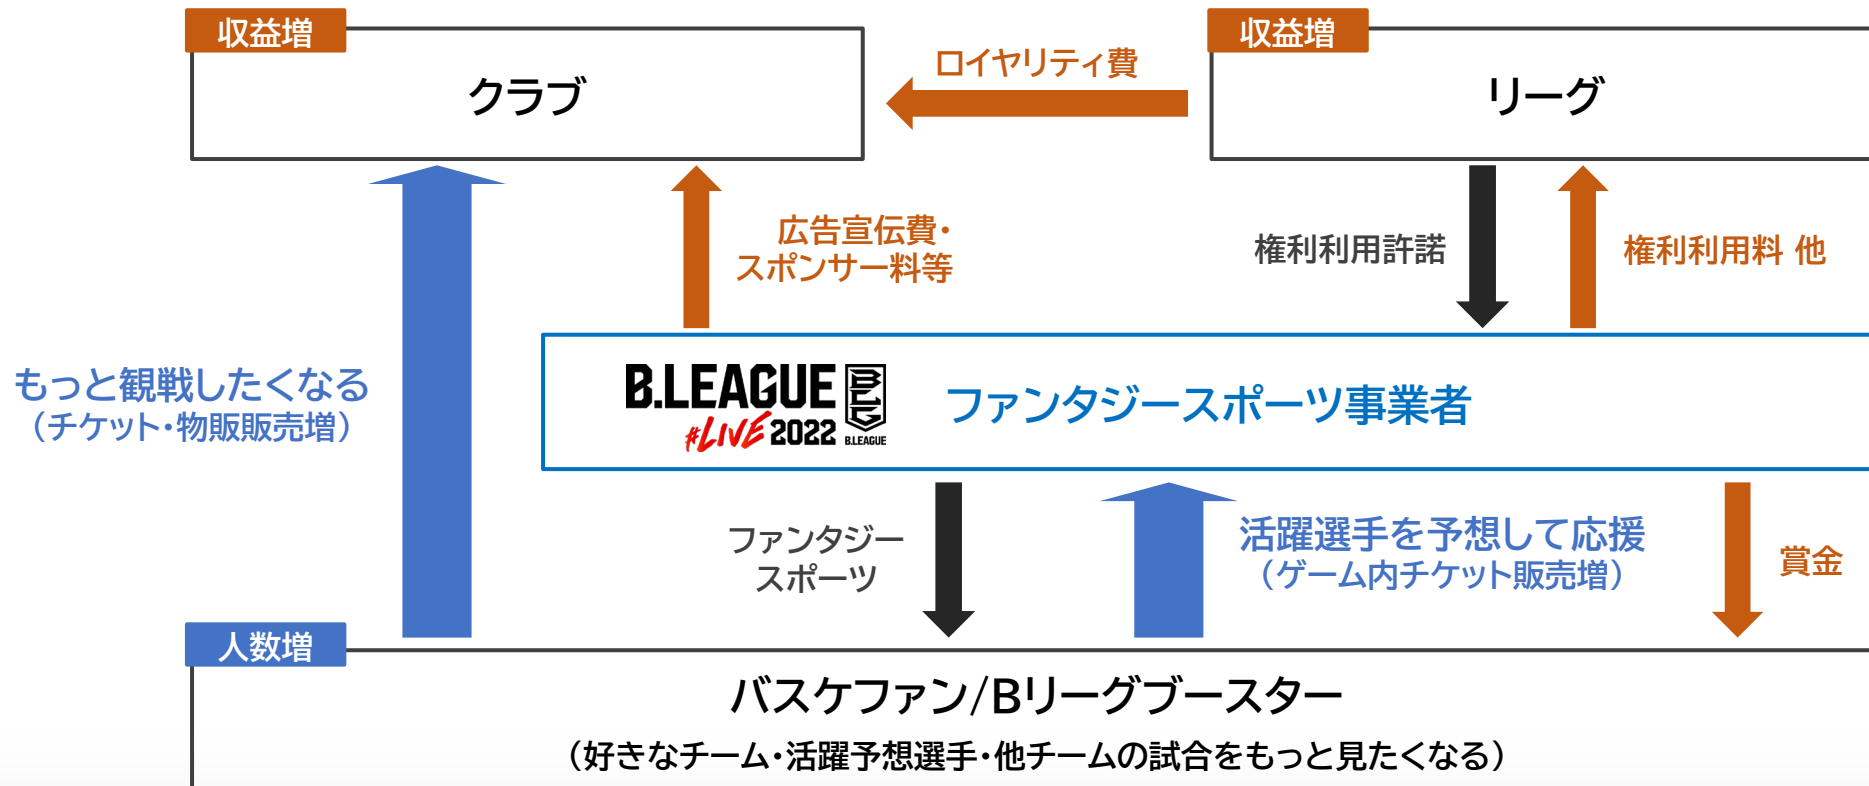 収益増
クラブ
ロイヤリティ費
収益増
リーグ
広告宣伝費・
スポンサー料等
権利利用許諾
権利利用料 他
もっと観戦したくなる
（チケット・物販販売増）
B.LEAGUE
#LIVE 2022
B.LEAGUE
ファンタジースポーツ事業者
ファンタジー
スポーツ
活躍選手を予想して応援
（ゲーム内チケット販売増）
賞金
人数増
バスケファン/Bリーグブースター
（好きなチーム・活躍予想選手・他チームの試合をもっと見たくなる）